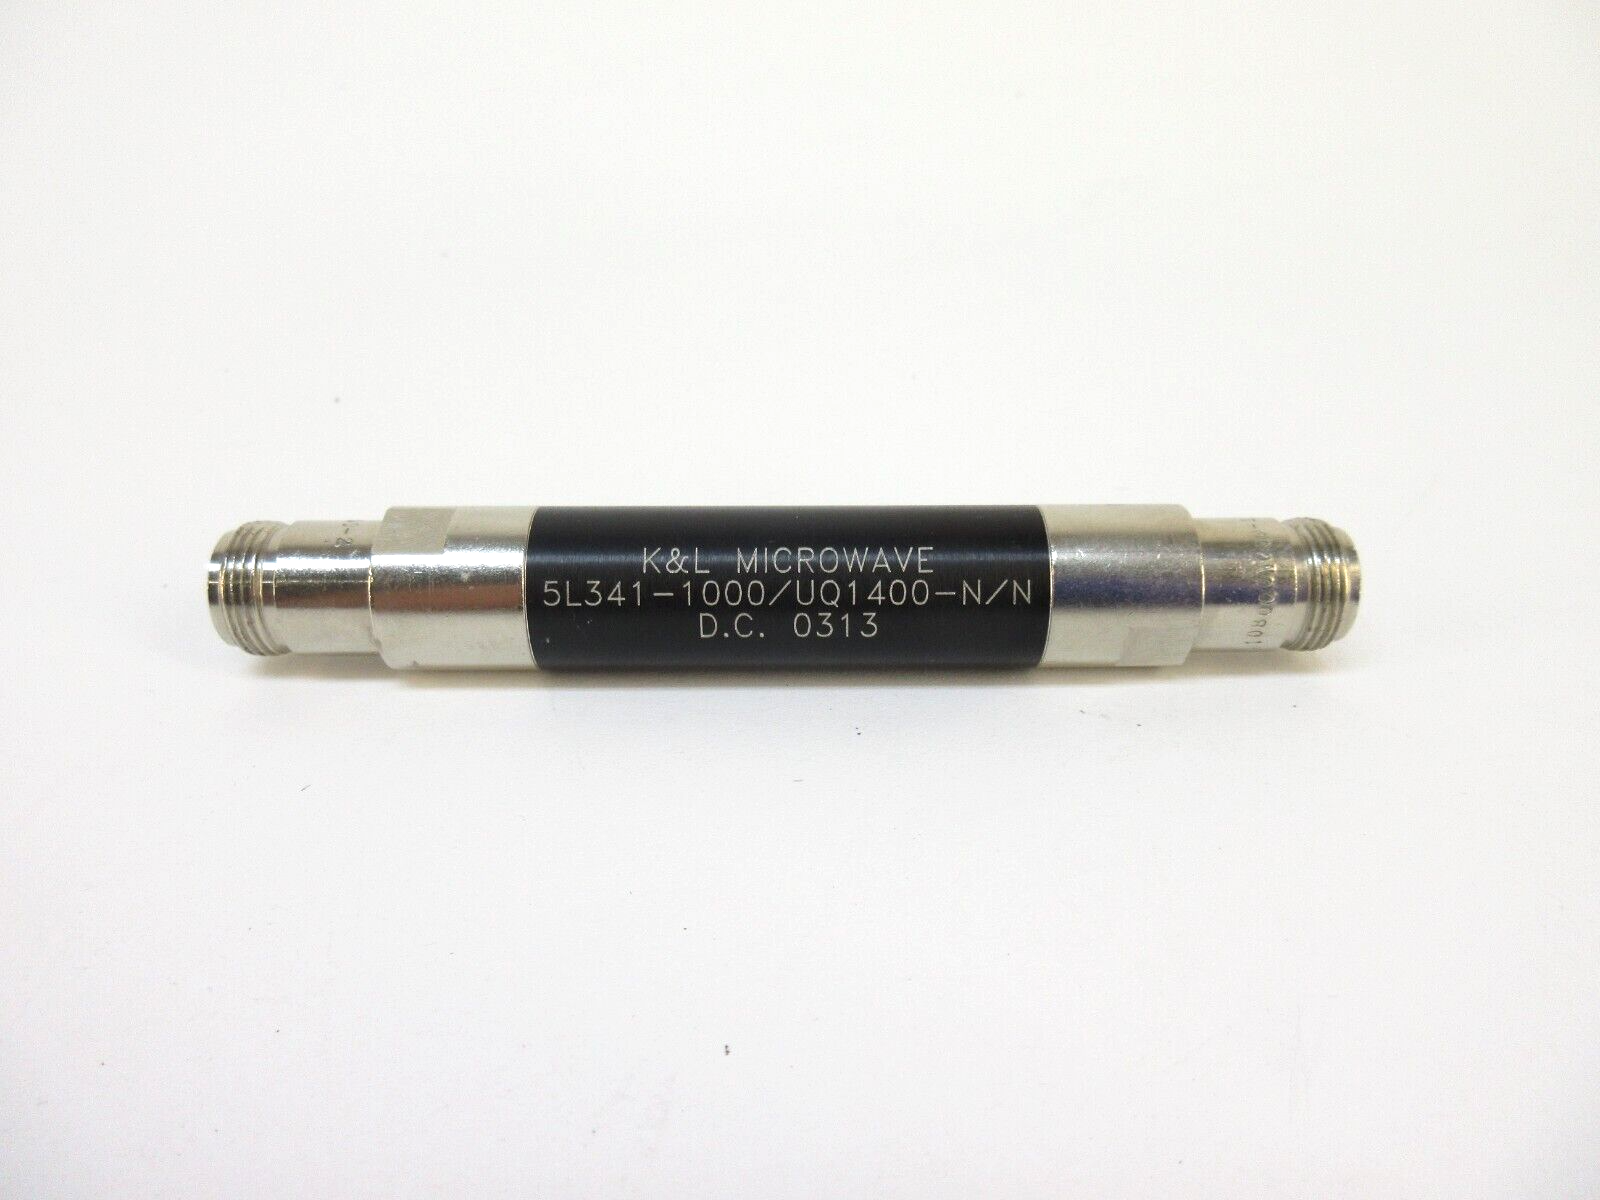 K&L MICROWAVE
5L341-1000/UQ1400-N/N
D.C. 0313